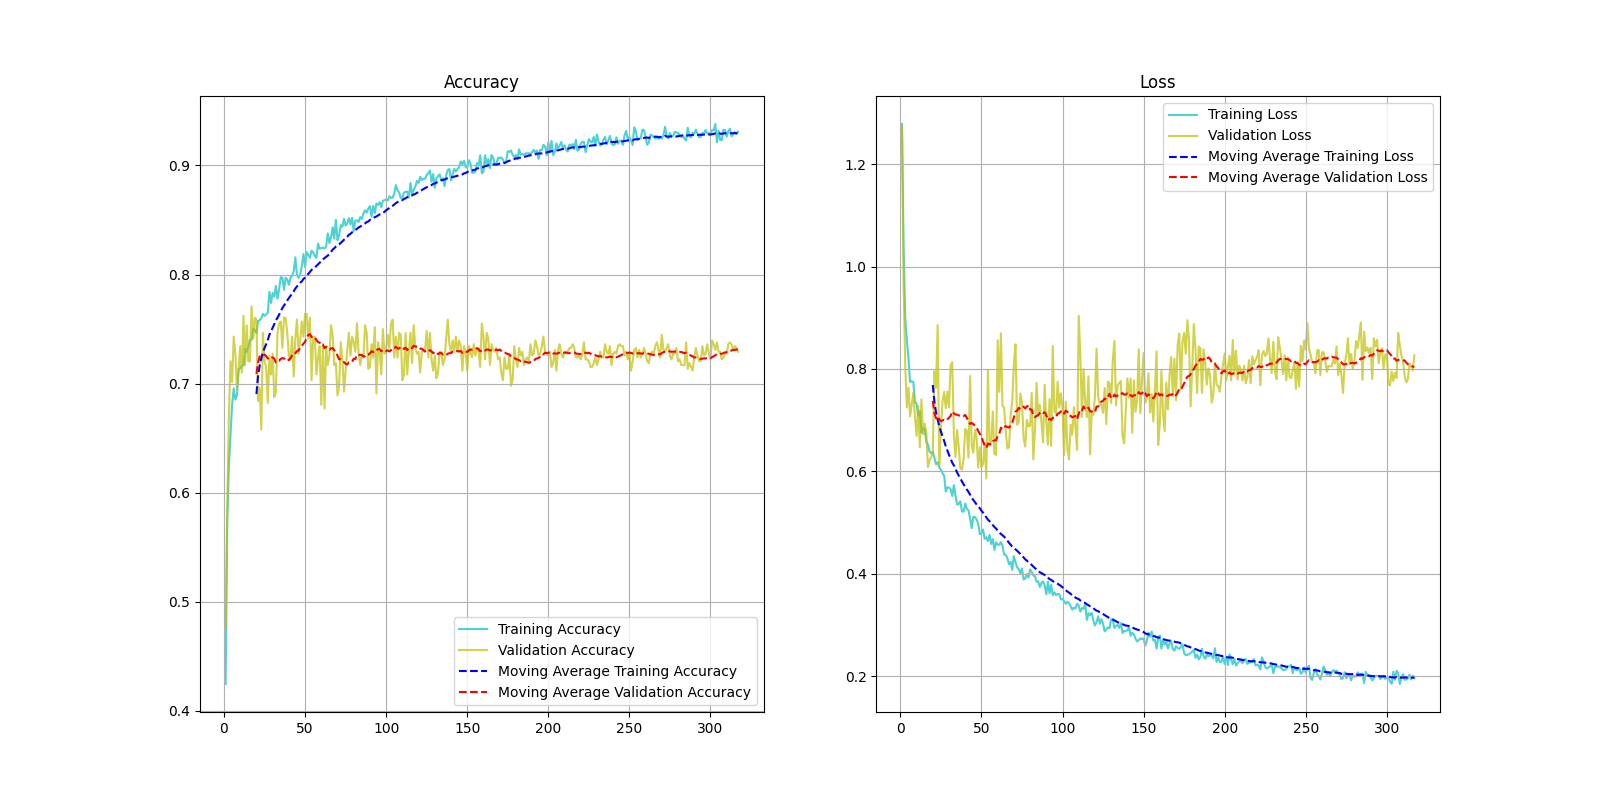 Accuracy
0.9
0.8
0.7
0.6
0.5
0.4
0 50 100 150 200 250 300
Training Accuracy
Validation Accuracy
Moving Average Training Accuracy
Moving Average Validation Accuracy
Loss
1.2
1.0
0.8
0.6
0.4
0.2
0 50 100 150 200 250 300
Training Loss
Validation Loss
Moving Average Training Loss
Moving Average Validation Loss